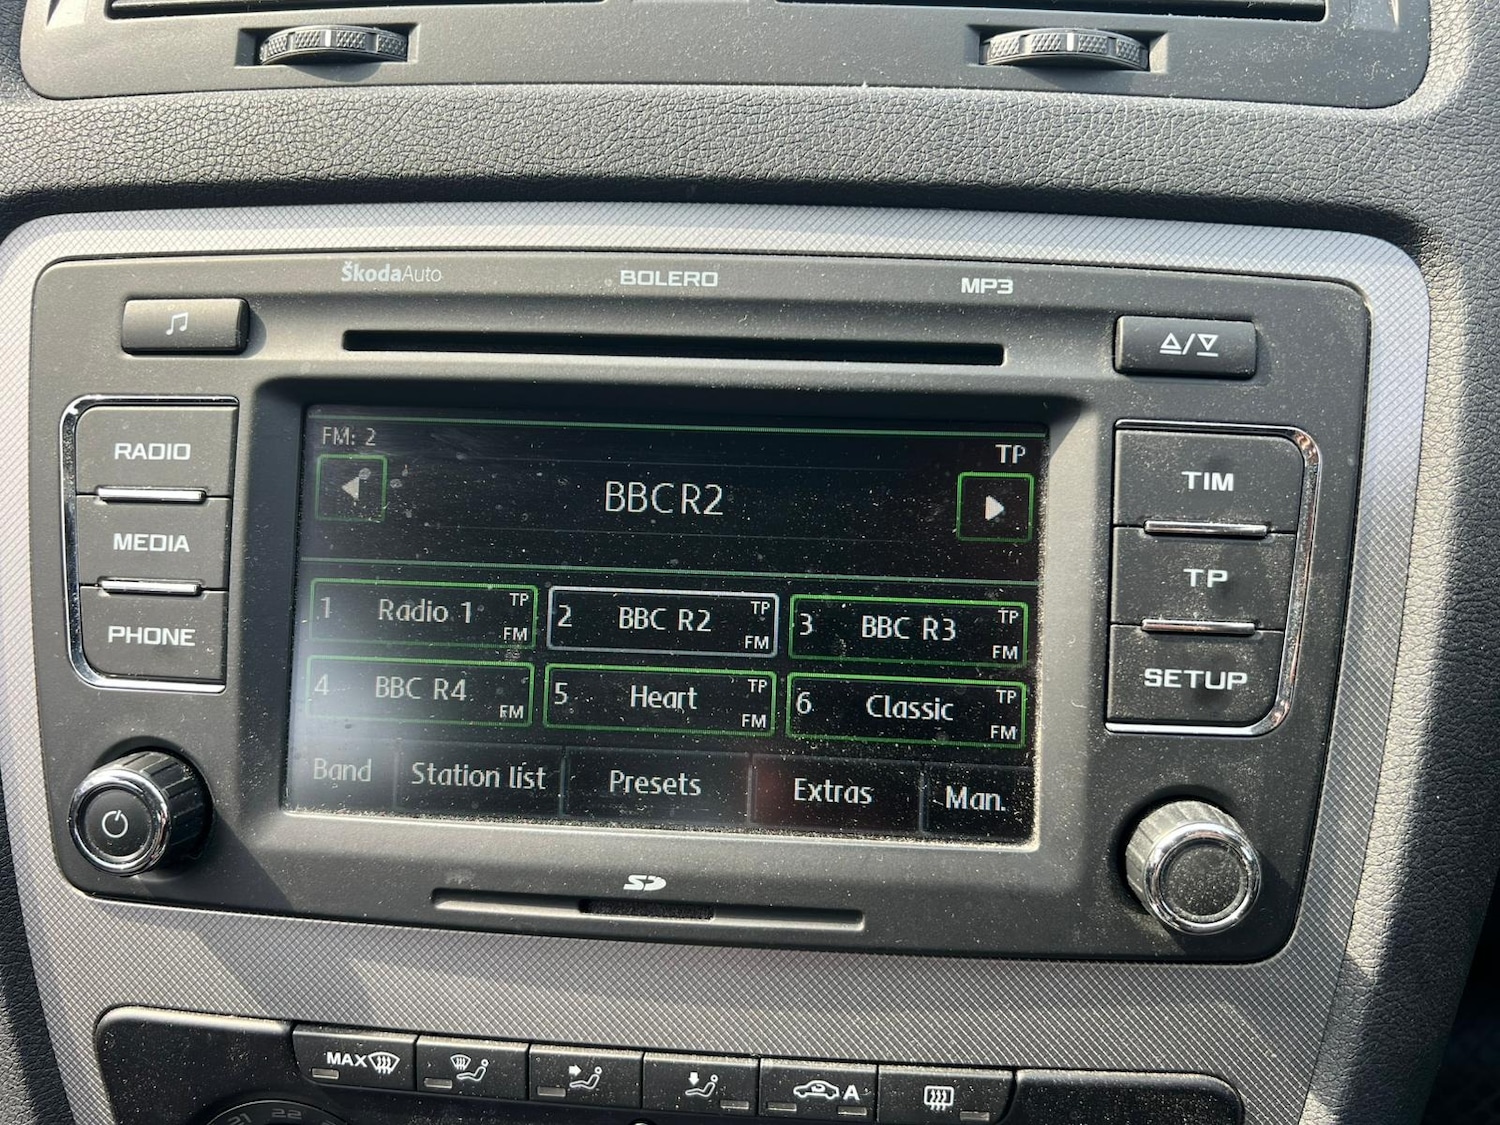 ŠkodaAuto BOLERO MP3
RADIO
MEDIA
PHONE
FM: 2
TP
BBC R2
1 Radio 1 TP FM
2 BBC R2 TP FM
3 BBC R3 TP FM
4 BBC R4 FM
5 Heart TP FM
6 Classic TP FM
Band Station list Presets Extras Man.
TIM
TP
SETUP
SD
MAX
A
21 22